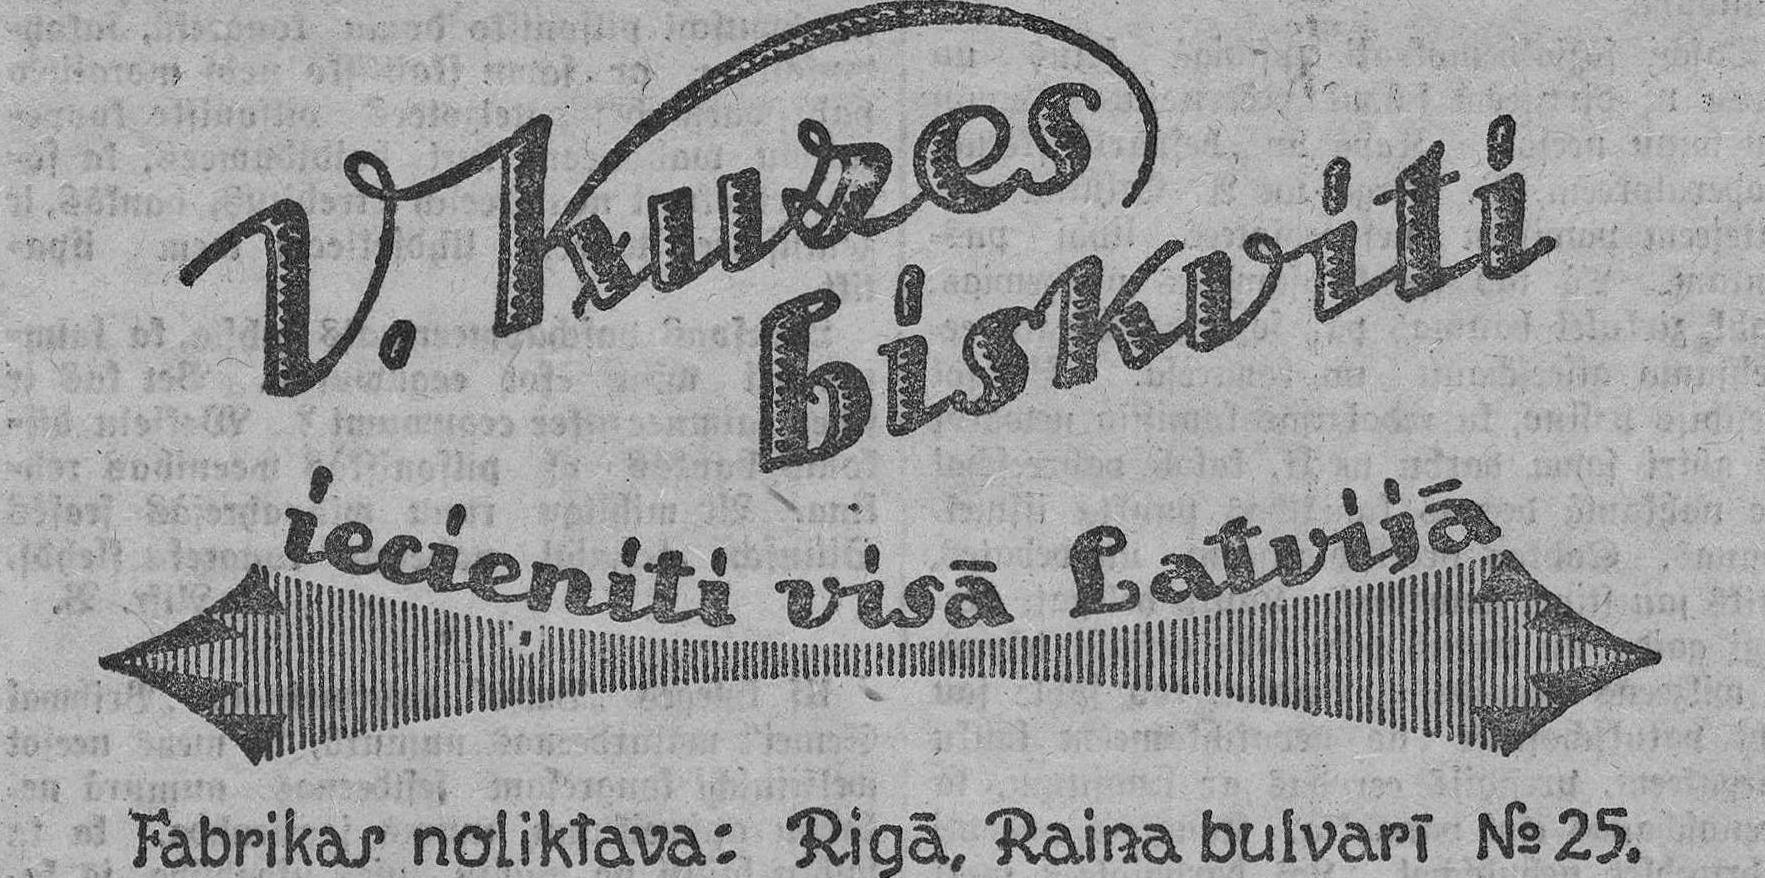 V. Kuzes
biskviti
iecieniti visā Latvijā
Fabrikas noliktava: Rigā, Raiņa bulvarī № 25.